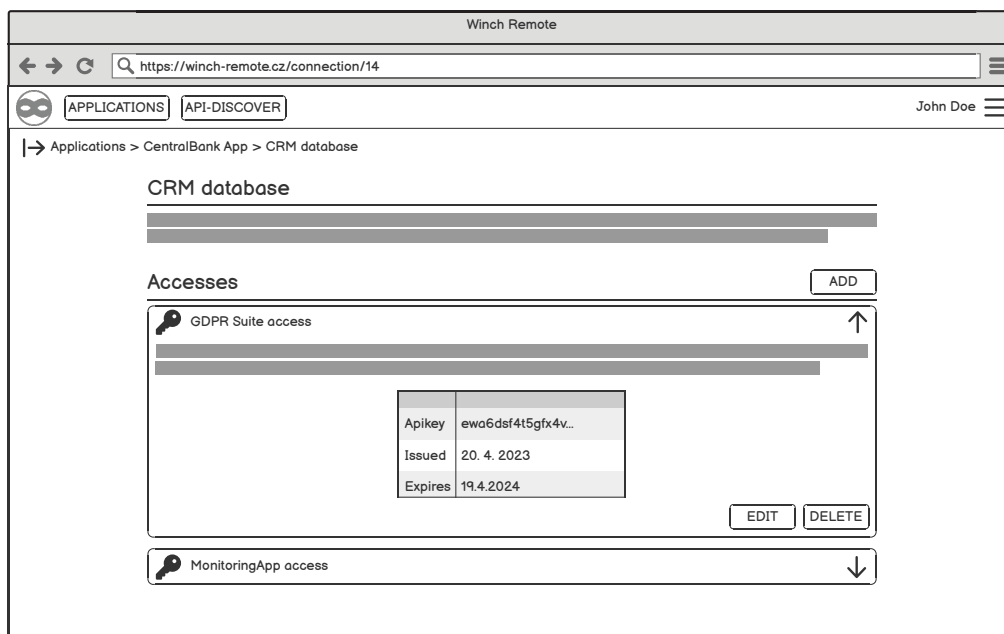 Winch Remote
https://winch-remote.cz/connection/14
APPLICATIONS API-DISCOVER John Doe
Applications > CentralBank App > CRM database
CRM database
Accesses ADD
GDPR Suite access
Apikey ewa6dsf4t5gfx4v...
Issued 20. 4. 2023
Expires 19.4.2024
EDIT DELETE
MonitoringApp access